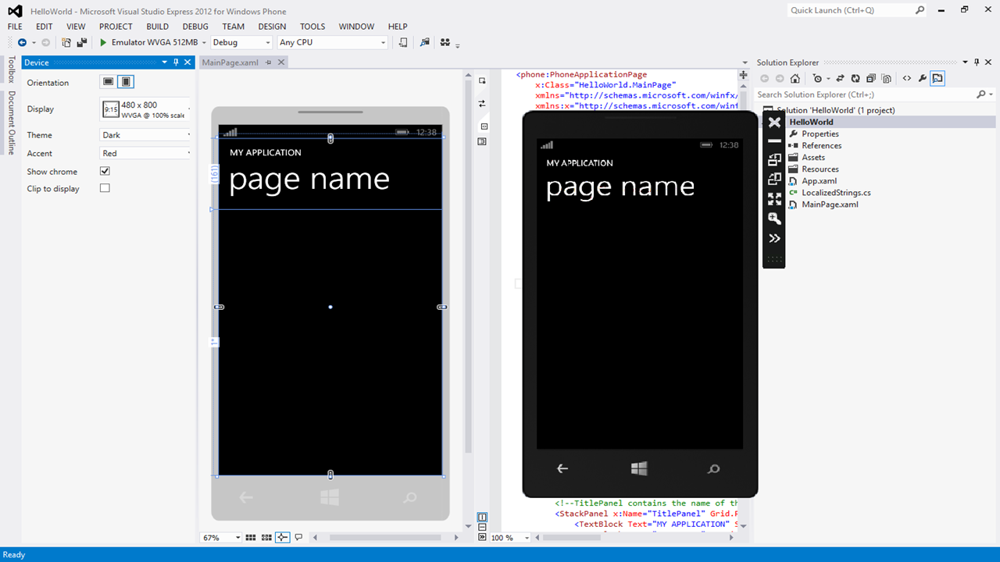 HelloWorld - Microsoft Visual Studio Express 2012 for Windows Phone
Quick Launch (Ctrl+Q)
FILE EDIT VIEW PROJECT BUILD DEBUG TEAM DESIGN TOOLS WINDOW HELP
Emulator WVGA 512MB Debug Any CPU
Toolbox
Document Outline
Device
Orientation
Display
9:15
480 x 800
WVGA @ 100% scale
Theme Dark
Accent Red
Show chrome
Clip to display
MainPage.xaml
12:38
MY APPLICATION
page name
(161)
1*
67%
<phone:PhoneApplicationPage
x:Class="HelloWorld.MainPage"
xmlns="http://schemas.microsoft.com/winfx/
xmlns:x="http://schemas.microsoft.com/winf
12:38
MY APPLICATION
page name
<!--TitlePanel contains the name of th
<StackPanel x:Name="TitlePanel" Grid.R
<TextBlock Text="MY APPLICATION" S
100 %
Solution Explorer
Search Solution Explorer (Ctrl+;)
Solution 'HelloWorld' (1 project)
HelloWorld
Properties
References
Assets
Resources
App.xaml
LocalizedStrings.cs
MainPage.xaml
Ready